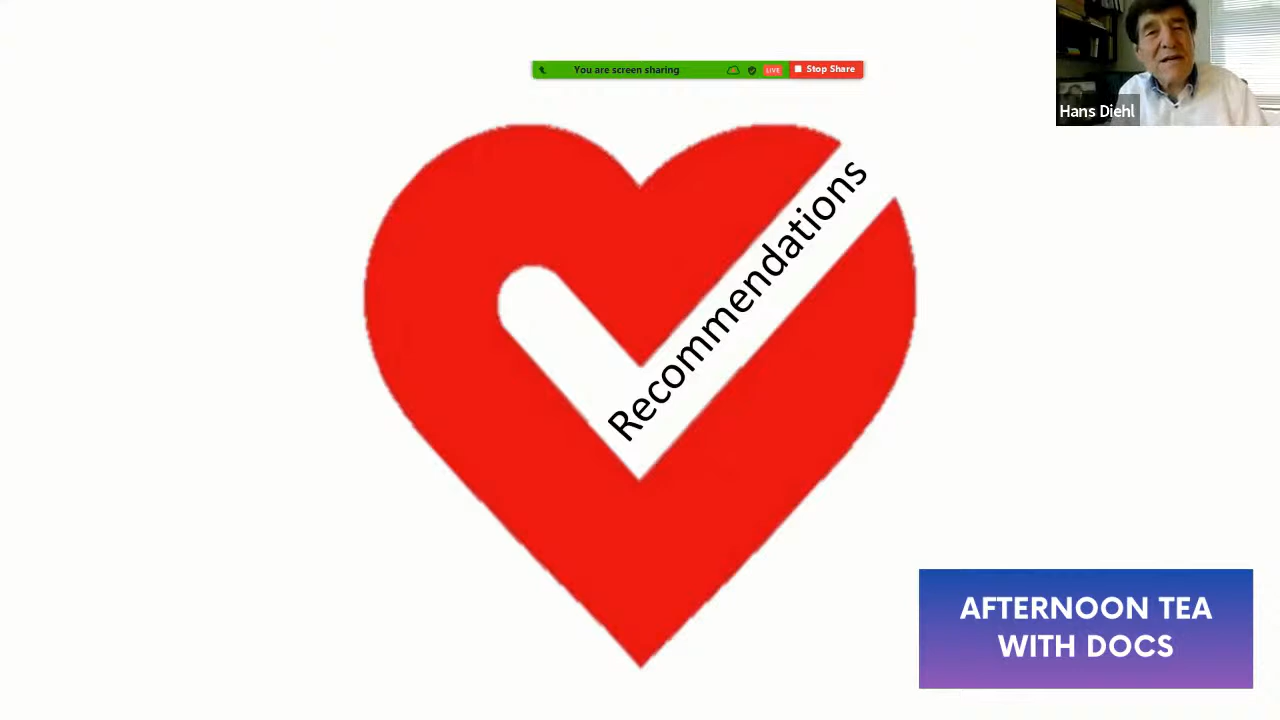 You are screen sharing
LIVE
Stop Share
Hans Diehl
Recommendations
AFTERNOON TEA
WITH DOCS